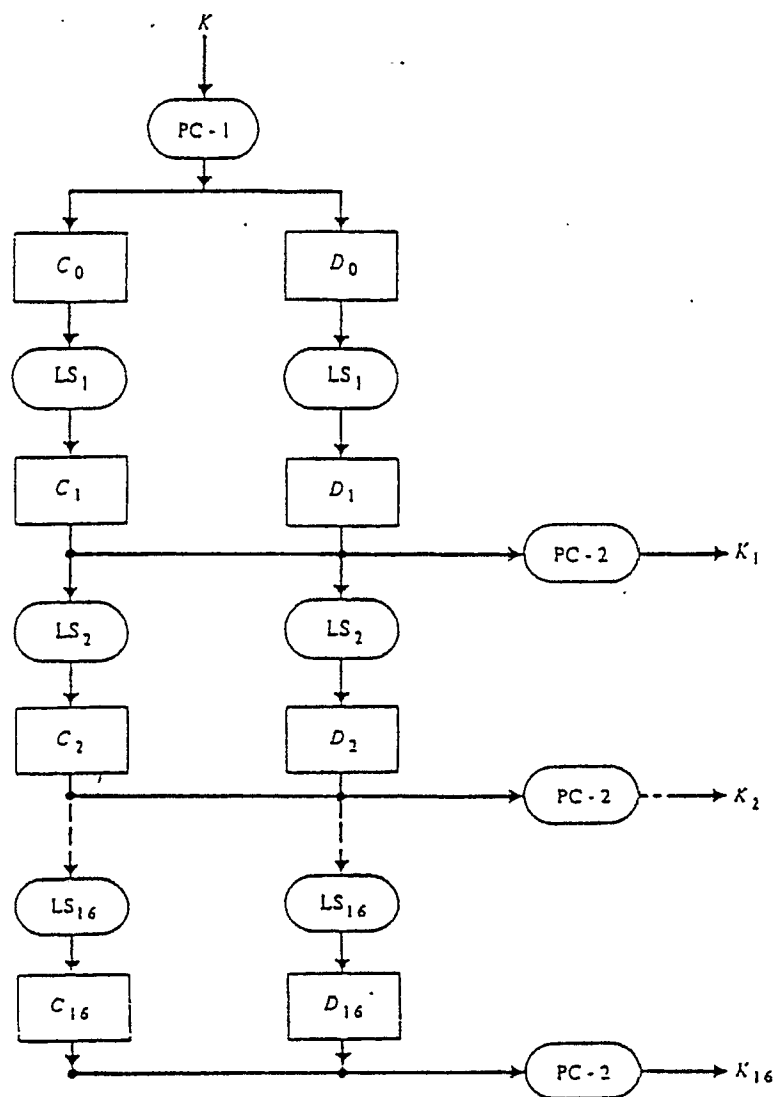 K
PC - 1
C₀ D₀
LS₁ LS₁
C₁ D₁
PC - 2 K₁
LS₂ LS₂
C₂ D₂
PC - 2 K₂
LS₁₆ LS₁₆
C₁₆ D₁₆
PC - 2 K₁₆